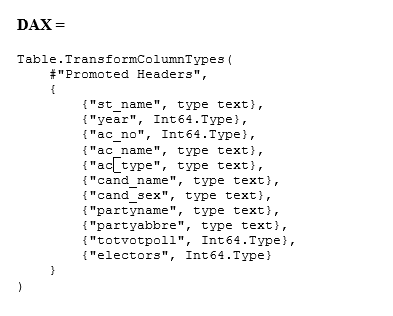 DAX =
Table.TransformColumnTypes(
    #"Promoted Headers",
    {
        {"st_name", type text},
        {"year", Int64.Type},
        {"ac_no", Int64.Type},
        {"ac_name", type text},
        {"ac_type", type text},
        {"cand_name", type text},
        {"cand_sex", type text},
        {"partyname", type text},
        {"partyabbre", type text},
        {"totvotpoll", Int64.Type},
        {"electors", Int64.Type}
    }
)